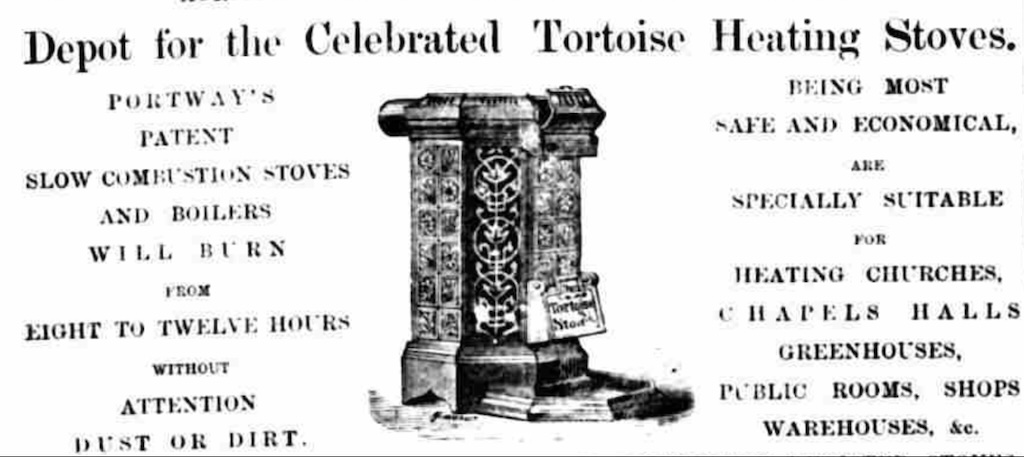 Depot for the Celebrated Tortoise Heating Stoves.
PORTWAY'S
PATENT
SLOW COMBUSTION STOVES
AND BOILERS
WILL BURN
FROM
EIGHT TO TWELVE HOURS
WITHOUT
ATTENTION
DUST OR DIRT.
Tortoise
Stove
BEING MOST
SAFE AND ECONOMICAL,
ARE
SPECIALLY SUITABLE
FOR
HEATING CHURCHES,
CHAPELS HALLS
GREENHOUSES,
PUBLIC ROOMS, SHOPS
WAREHOUSES, &c.